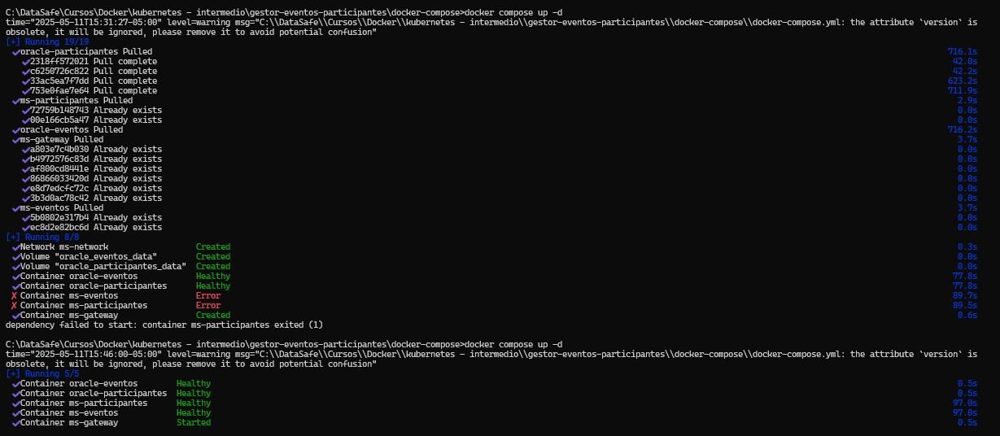 C:\DataSafe\Cursos\Docker\kubernetes - intermedio\gestor-eventos-participantes\docker-compose>docker compose up -d
time="2025-05-11T15:31:27-05:00" level=warning msg="C:\\DataSafe\\Cursos\\Docker\\kubernetes - intermedio\\gestor-eventos-participantes\\docker-compose\\docker-compose.yml: the attribute `version` is
obsolete, it will be ignored, please remove it to avoid potential confusion"
[+] Running 19/19
✓oracle-participantes Pulled 716.1s
✓2318ff572021 Pull complete 42.0s
✓c6250726c822 Pull complete 42.2s
✓33ac5ea7f7dd Pull complete 623.2s
✓753e0fae7e64 Pull complete 711.9s
✓ms-participantes Pulled 2.9s
✓72759b148743 Already exists 0.0s
✓00e166cb5a47 Already exists 0.0s
✓oracle-eventos Pulled 716.2s
✓ms-gateway Pulled 3.7s
✓a803e7c4b030 Already exists 0.0s
✓b4972576c83d Already exists 0.0s
✓af800cd8441e Already exists 0.0s
✓86866033420d Already exists 0.0s
✓e8d7edcfc72c Already exists 0.0s
✓3b3d0ac78c42 Already exists 0.0s
✓ms-eventos Pulled 3.7s
✓5b0802e317b4 Already exists 0.0s
✓ec8d2e82bc6d Already exists 0.0s
[+] Running 8/8
✓Network ms-network Created 0.3s
✓Volume "oracle_eventos_data" Created 0.0s
✓Volume "oracle_participantes_data" Created 0.0s
✓Container oracle-eventos Healthy 77.8s
✓Container oracle-participantes Healthy 77.8s
✗ Container ms-eventos Error 89.7s
✗ Container ms-participantes Error 89.5s
✓Container ms-gateway Created 0.6s
dependency failed to start: container ms-participantes exited (1)
C:\DataSafe\Cursos\Docker\kubernetes - intermedio\gestor-eventos-participantes\docker-compose>docker compose up -d
time="2025-05-11T15:46:00-05:00" level=warning msg="C:\\DataSafe\\Cursos\\Docker\\kubernetes - intermedio\\gestor-eventos-participantes\\docker-compose\\docker-compose.yml: the attribute `version` is
obsolete, it will be ignored, please remove it to avoid potential confusion"
[+] Running 5/5
✓Container oracle-eventos Healthy 0.5s
✓Container oracle-participantes Healthy 0.5s
✓Container ms-participantes Healthy 97.0s
✓Container ms-eventos Healthy 97.0s
✓Container ms-gateway Started 0.5s